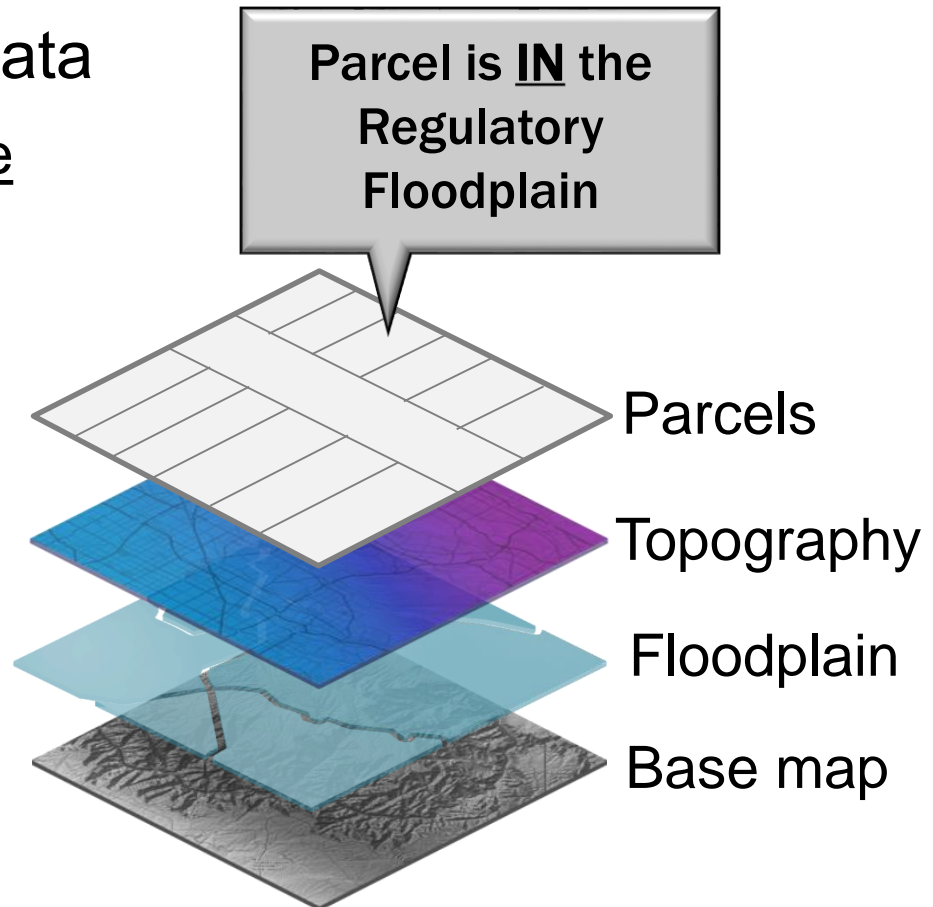 ata
e
Parcel is IN the
Regulatory
Floodplain
Parcels
Topography
Floodplain
Base map